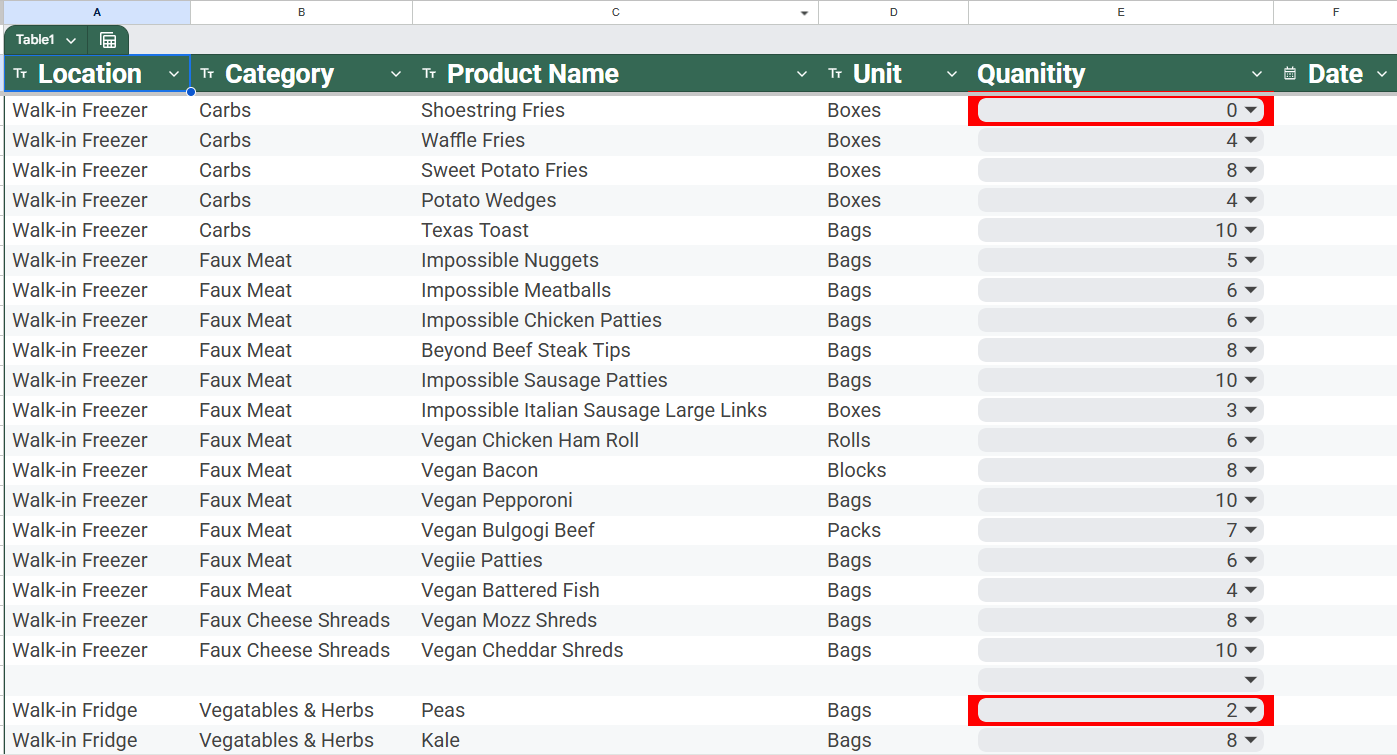 A B C D E F
Table1
Location Category Product Name Unit Quanitity Date
Walk-in Freezer Carbs Shoestring Fries Boxes 0
Walk-in Freezer Carbs Waffle Fries Boxes 4
Walk-in Freezer Carbs Sweet Potato Fries Boxes 8
Walk-in Freezer Carbs Potato Wedges Boxes 4
Walk-in Freezer Carbs Texas Toast Bags 10
Walk-in Freezer Faux Meat Impossible Nuggets Bags 5
Walk-in Freezer Faux Meat Impossible Meatballs Bags 6
Walk-in Freezer Faux Meat Impossible Chicken Patties Bags 6
Walk-in Freezer Faux Meat Beyond Beef Steak Tips Bags 8
Walk-in Freezer Faux Meat Impossible Sausage Patties Bags 10
Walk-in Freezer Faux Meat Impossible Italian Sausage Large Links Boxes 3
Walk-in Freezer Faux Meat Vegan Chicken Ham Roll Rolls 6
Walk-in Freezer Faux Meat Vegan Bacon Blocks 8
Walk-in Freezer Faux Meat Vegan Pepporoni Bags 10
Walk-in Freezer Faux Meat Vegan Bulgogi Beef Packs 7
Walk-in Freezer Faux Meat Vegiie Patties Bags 6
Walk-in Freezer Faux Meat Vegan Battered Fish Bags 4
Walk-in Freezer Faux Cheese Shreds Vegan Mozz Shreds Bags 8
Walk-in Freezer Faux Cheese Shreds Vegan Cheddar Shreds Bags 10
Walk-in Fridge Vegatables & Herbs Peas Bags 2
Walk-in Fridge Vegatables & Herbs Kale Bags 8